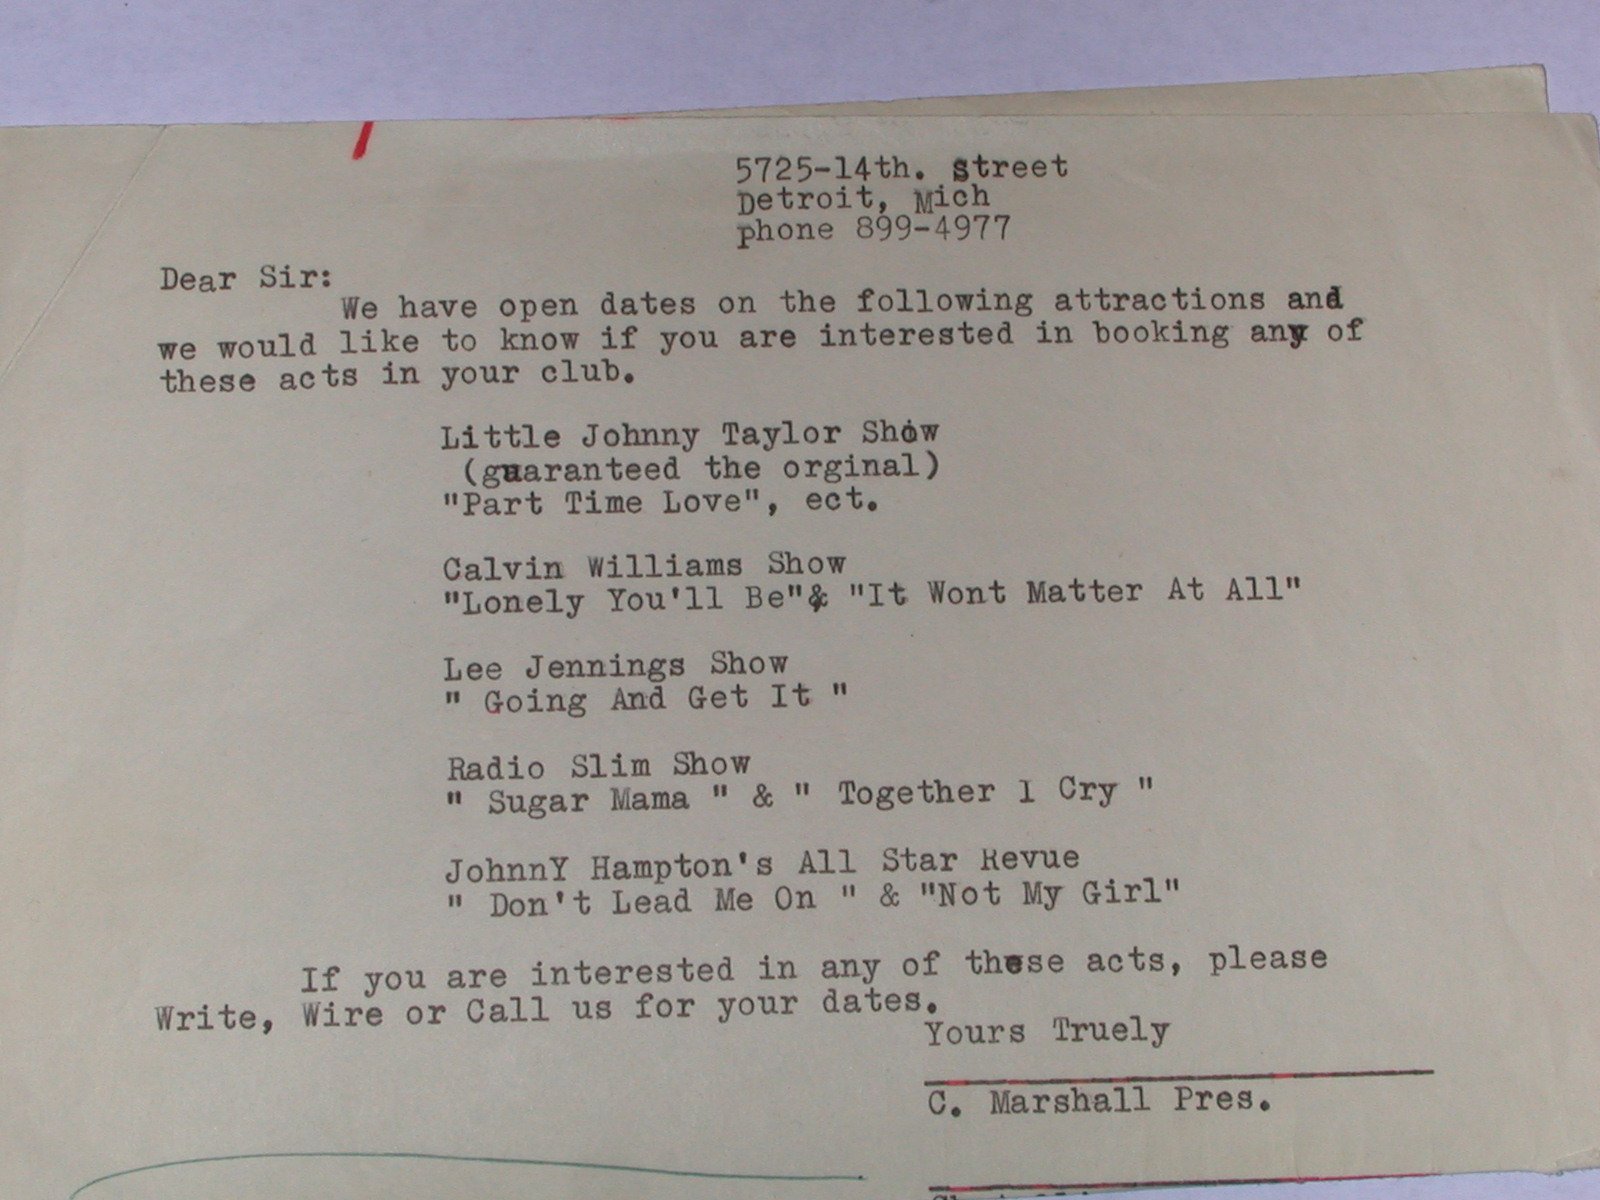 5725-14th. street
Detroit, Mich
phone 899-4977
Dear Sir:
We have open dates on the following attractions and
we would like to know if you are interested in booking any of
these acts in your club.
Little Johnny Taylor Show
(guaranteed the orginal)
"Part Time Love", ect.
Calvin Williams Show
"Lonely You'll Be"& "It Wont Matter At All"
Lee Jennings Show
" Going And Get It "
Radio Slim Show
" Sugar Mama " & " Together I Cry "
JohnnY Hampton's All Star Revue
" Don't Lead Me On " & "Not My Girl"
If you are interested in any of these acts, please
Write, Wire or Call us for your dates.
Yours Truely
C. Marshall Pres.